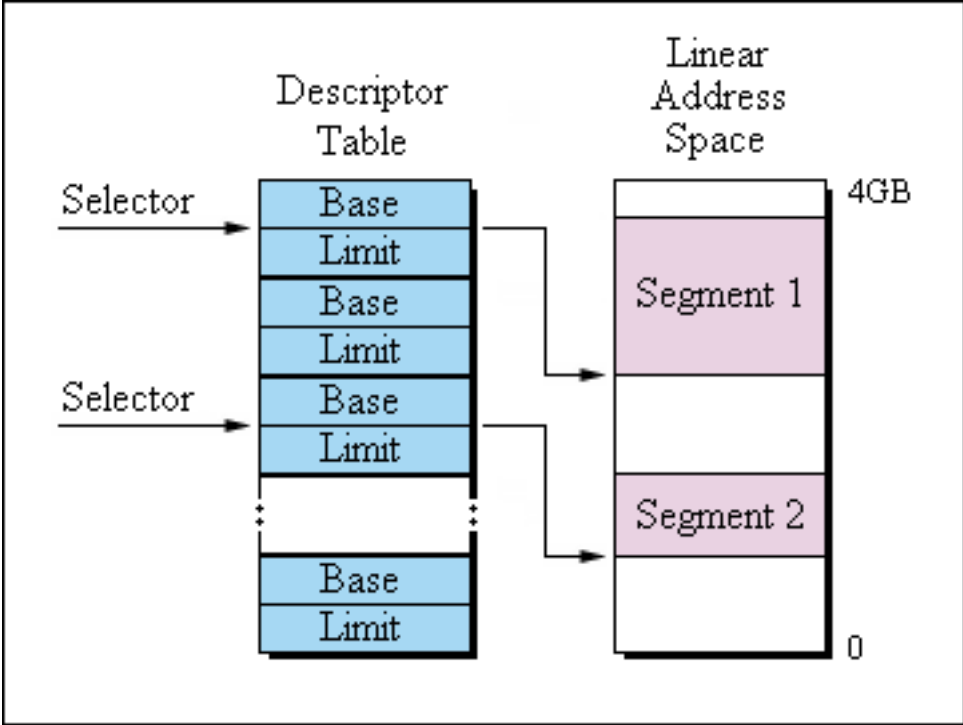 Descriptor
Table
Linear
Address
Space
Selector
Selector
Base
Limit
Base
Limit
Base
Limit
Base
Limit
4GB
Segment 1
Segment 2
0